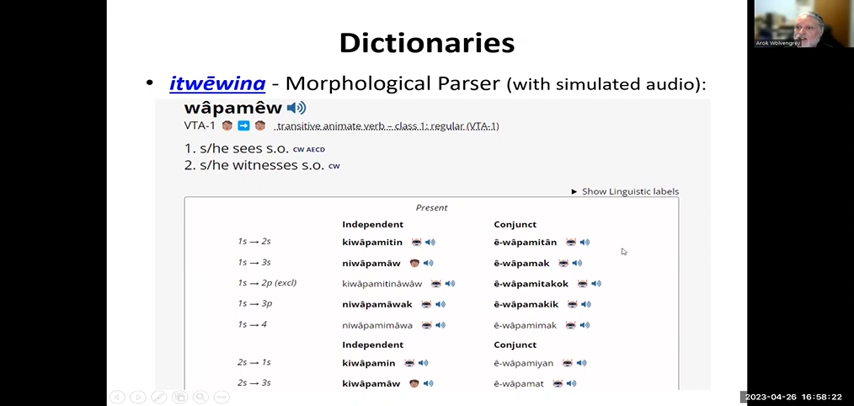 Dictionaries
• itwēwina - Morphological Parser (with simulated audio):
wâpamêw
VTA-1 transitive animate verb – class 1: regular (VTA-1)
1. s/he sees s.o. CW AECD
2. s/he witnesses s.o. CW
▶ Show Linguistic labels
Present
Independent Conjunct
1s → 2s kiwâpamitin ê-wâpamitân
1s → 3s niwâpamâw ê-wâpamak
1s → 2p (excl) kiwâpamitinâwâw ê-wâpamitakok
1s → 3p niwâpamâwak ê-wâpamakik
1s → 4 niwâpamimâwa ê-wâpamimak
Independent Conjunct
2s → 1s kiwâpamin ê-wâpamiyan
2s → 3s kiwâpamâw ê-wâpamat
Arok Wolvengrey
2023-04-26 16:58:22